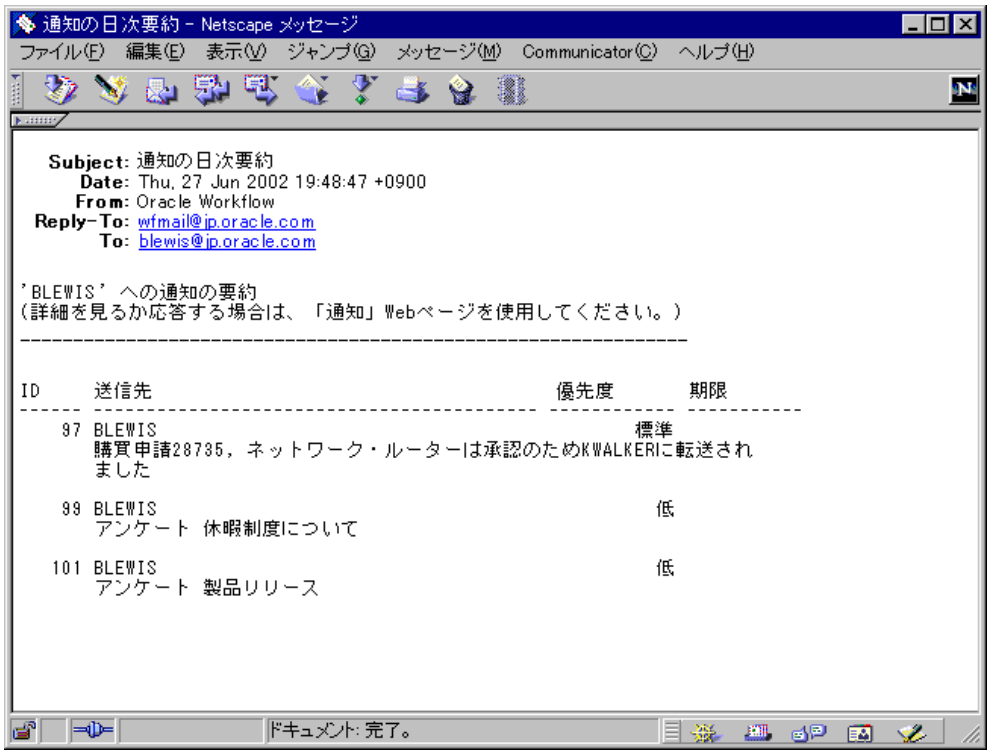 通知の日次要約 - Netscape メッセージ
ファイル(F) 編集(E) 表示(V) ジャンプ(G) メッセージ(M) Communicator(C) ヘルプ(H)
N
Subject: 通知の日次要約
Date: Thu, 27 Jun 2002 19:48:47 +0900
From: Oracle Workflow
Reply-To: wfmail@jp.oracle.com
To: blewis@jp.oracle.com
'BLEWIS' への通知の要約
(詳細を見るか応答する場合は、「通知」Webページを使用してください。)
---------------------------------------------------------------
ID 送信先 優先度 期限
------ ------------------------------------------ ------------ -----------
97 BLEWIS 標準
購買申請28735, ネットワーク・ルーターは承認のためKWALKERに転送され
ました
99 BLEWIS 低
アンケート 休暇制度について
101 BLEWIS 低
アンケート 製品リリース
ドキュメント: 完了。